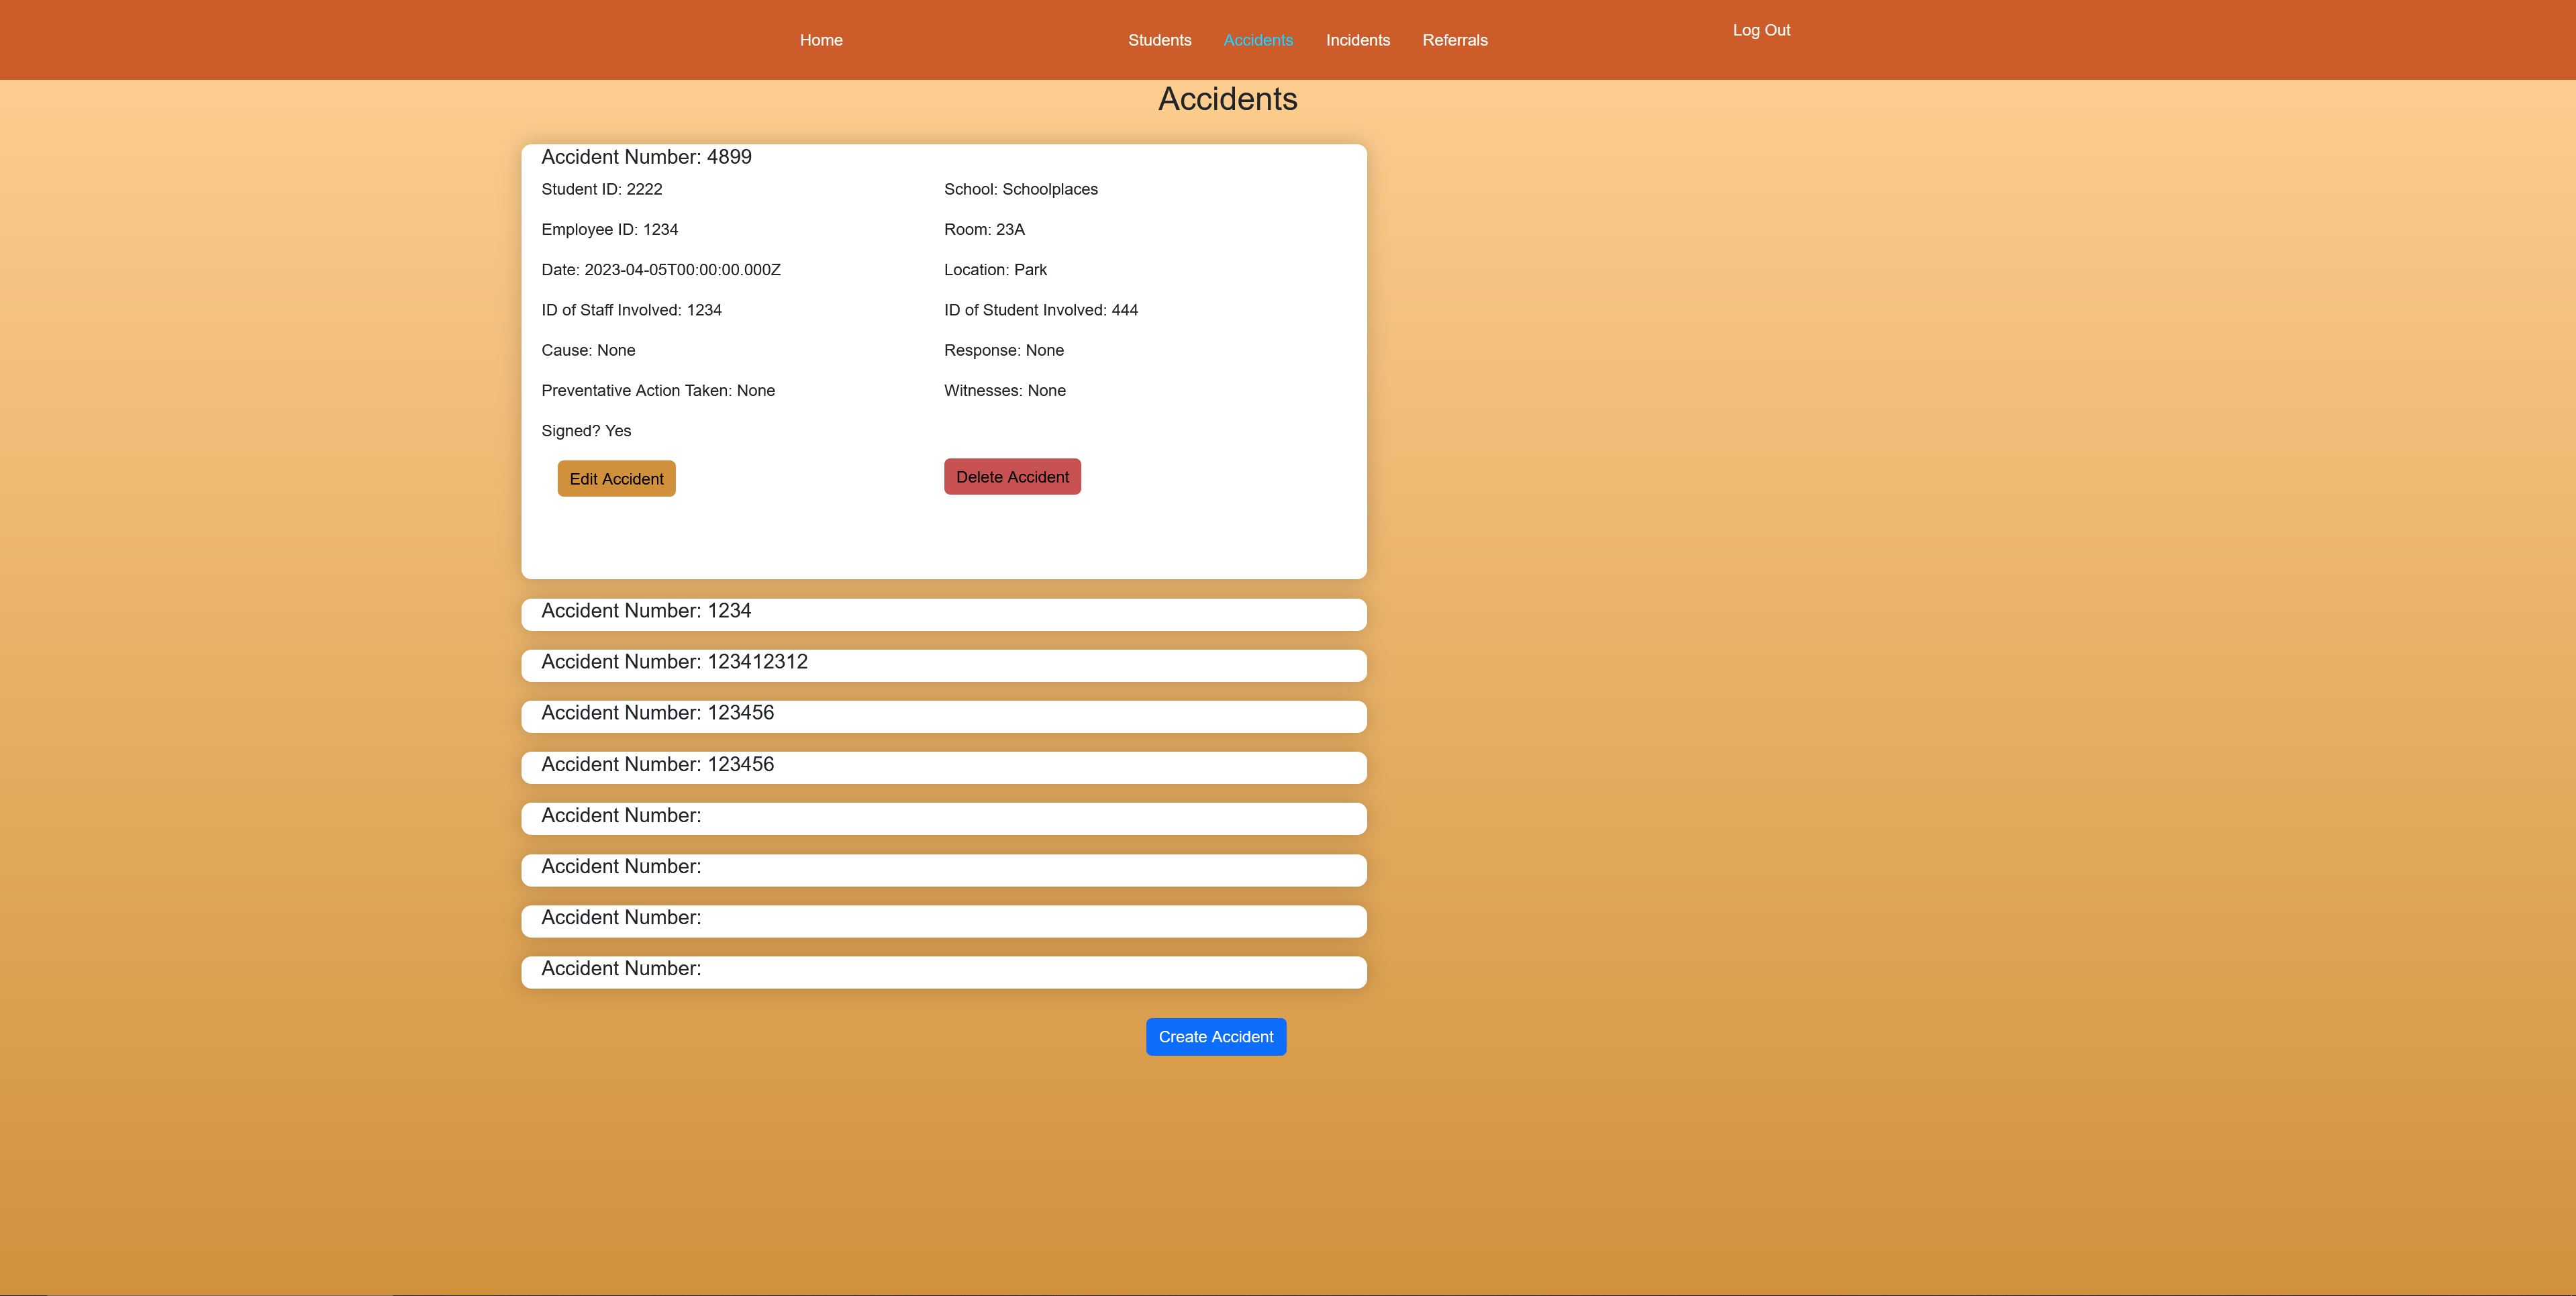 Home Students Accidents Incidents Referrals Log Out
Accidents
Accident Number: 4899
Student ID: 2222 School: Schoolplaces
Employee ID: 1234 Room: 23A
Date: 2023-04-05T00:00:00.000Z Location: Park
ID of Staff Involved: 1234 ID of Student Involved: 444
Cause: None Response: None
Preventative Action Taken: None Witnesses: None
Signed? Yes
Edit Accident Delete Accident
Accident Number: 1234
Accident Number: 123412312
Accident Number: 123456
Accident Number: 123456
Accident Number:
Accident Number:
Accident Number:
Accident Number:
Create Accident